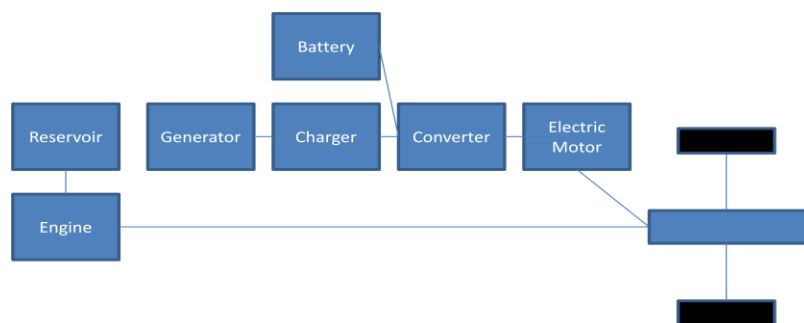 Battery
Reservoir
Generator
Charger
Converter
Electric
Motor
Engine